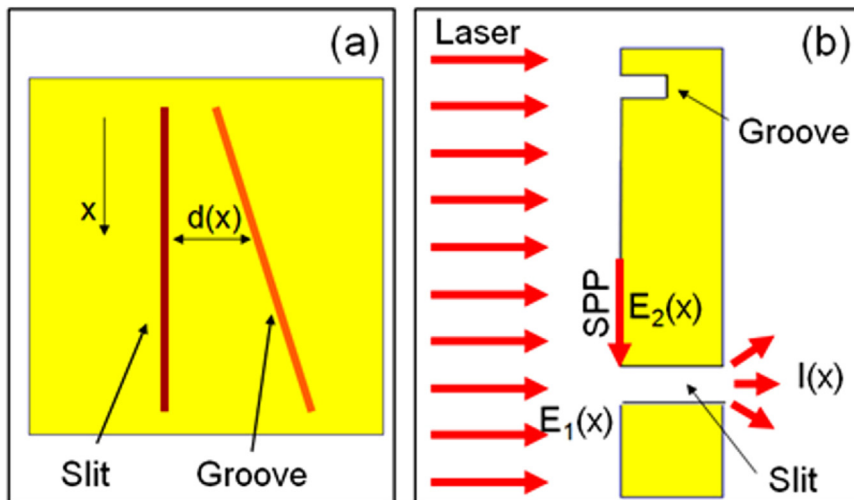 (a)
x
d(x)
Slit
Groove
Laser
(b)
Groove
SPP
E₂(x)
I(x)
E₁(x)
Slit